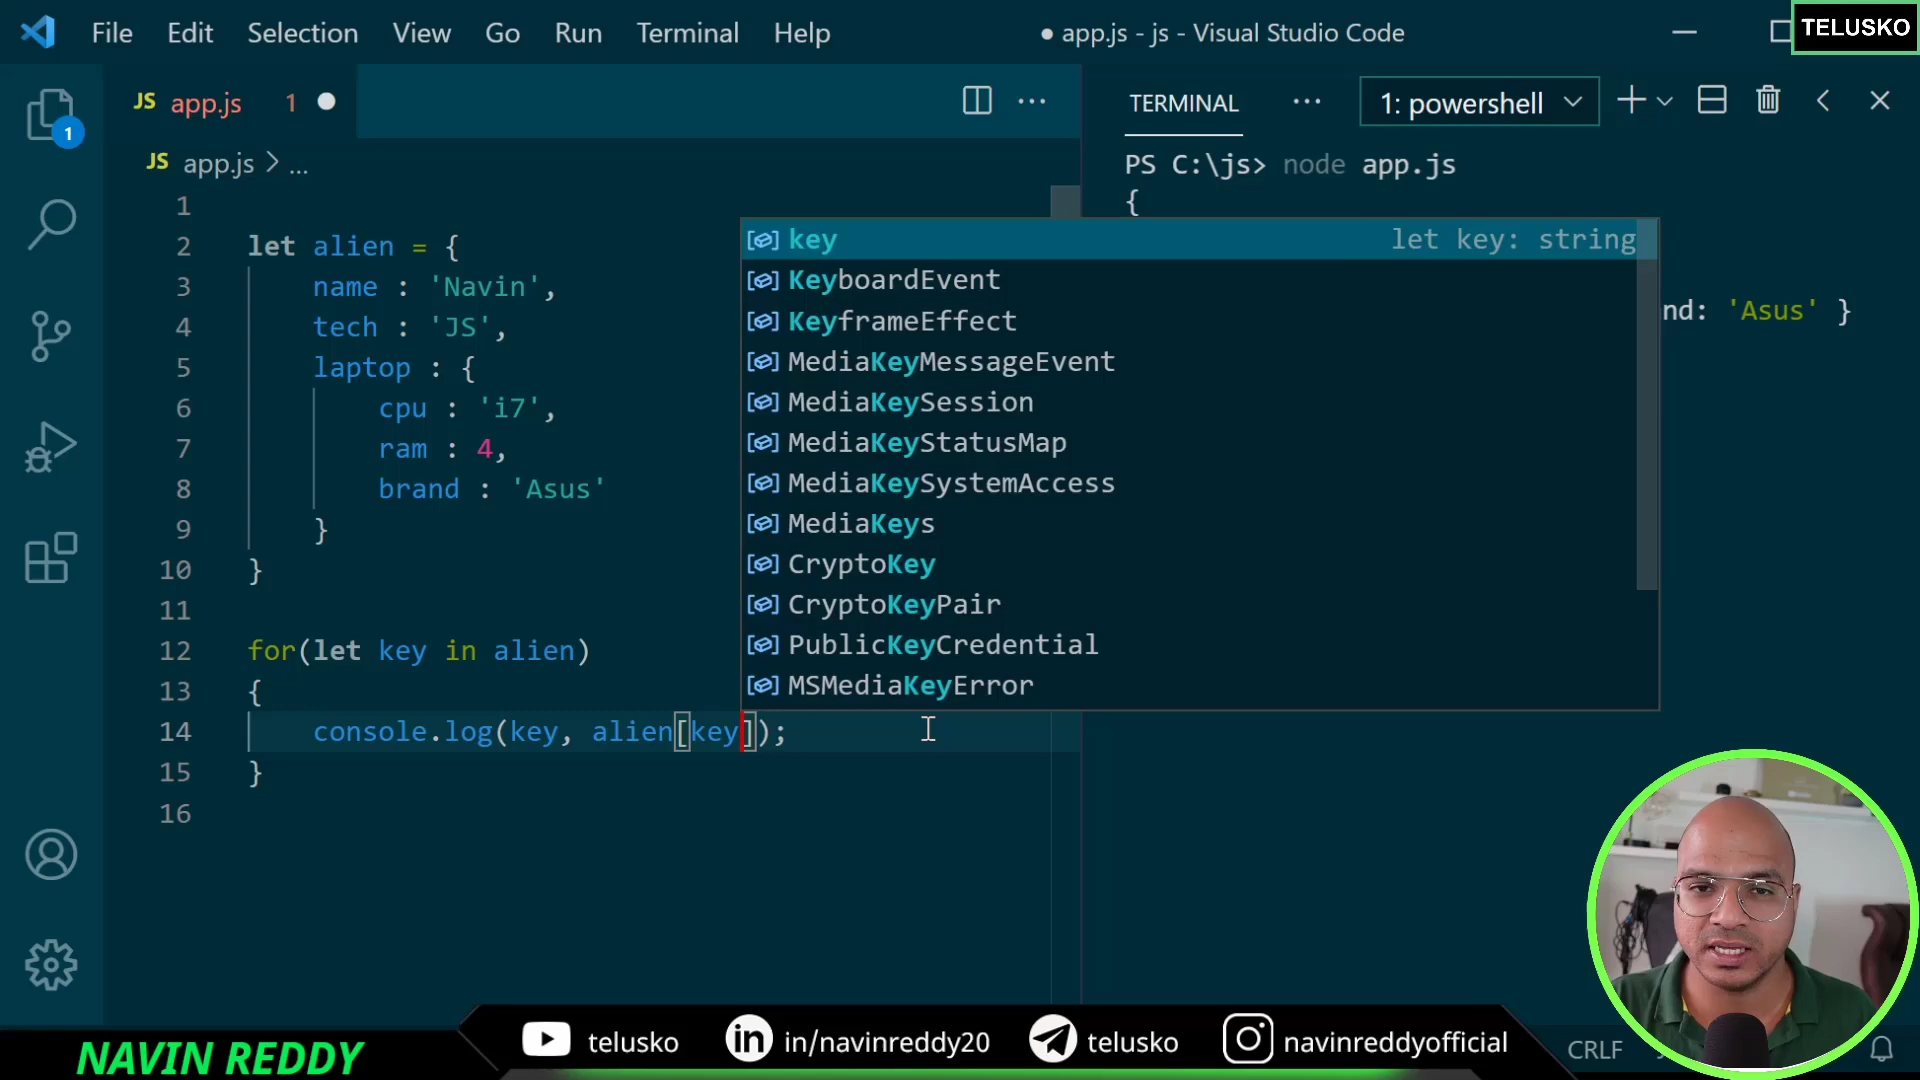 File Edit Selection View Go Run Terminal Help
● app.js - js - Visual Studio Code
TELUSKO
JS app.js 1 ●
TERMINAL ··· 1: powershell
JS app.js > ...
PS C:\js> node app.js
{
nd: 'Asus' }
1
2 let alien = {
3 name : 'Navin',
4 tech : 'JS',
5 laptop : {
6 cpu : 'i7',
7 ram : 4,
8 brand : 'Asus'
9 }
10 }
11
12 for(let key in alien)
13 {
14 console.log(key, alien[key]);
15 }
16
key let key: string
KeyboardEvent
KeyframeEffect
MediaKeyMessageEvent
MediaKeySession
MediaKeyStatusMap
MediaKeySystemAccess
MediaKeys
CryptoKey
CryptoKeyPair
PublicKeyCredential
MSMediaKeyError
1
NAVIN REDDY
telusko
in in/navinreddy20
telusko
navinreddyofficial
CRLF